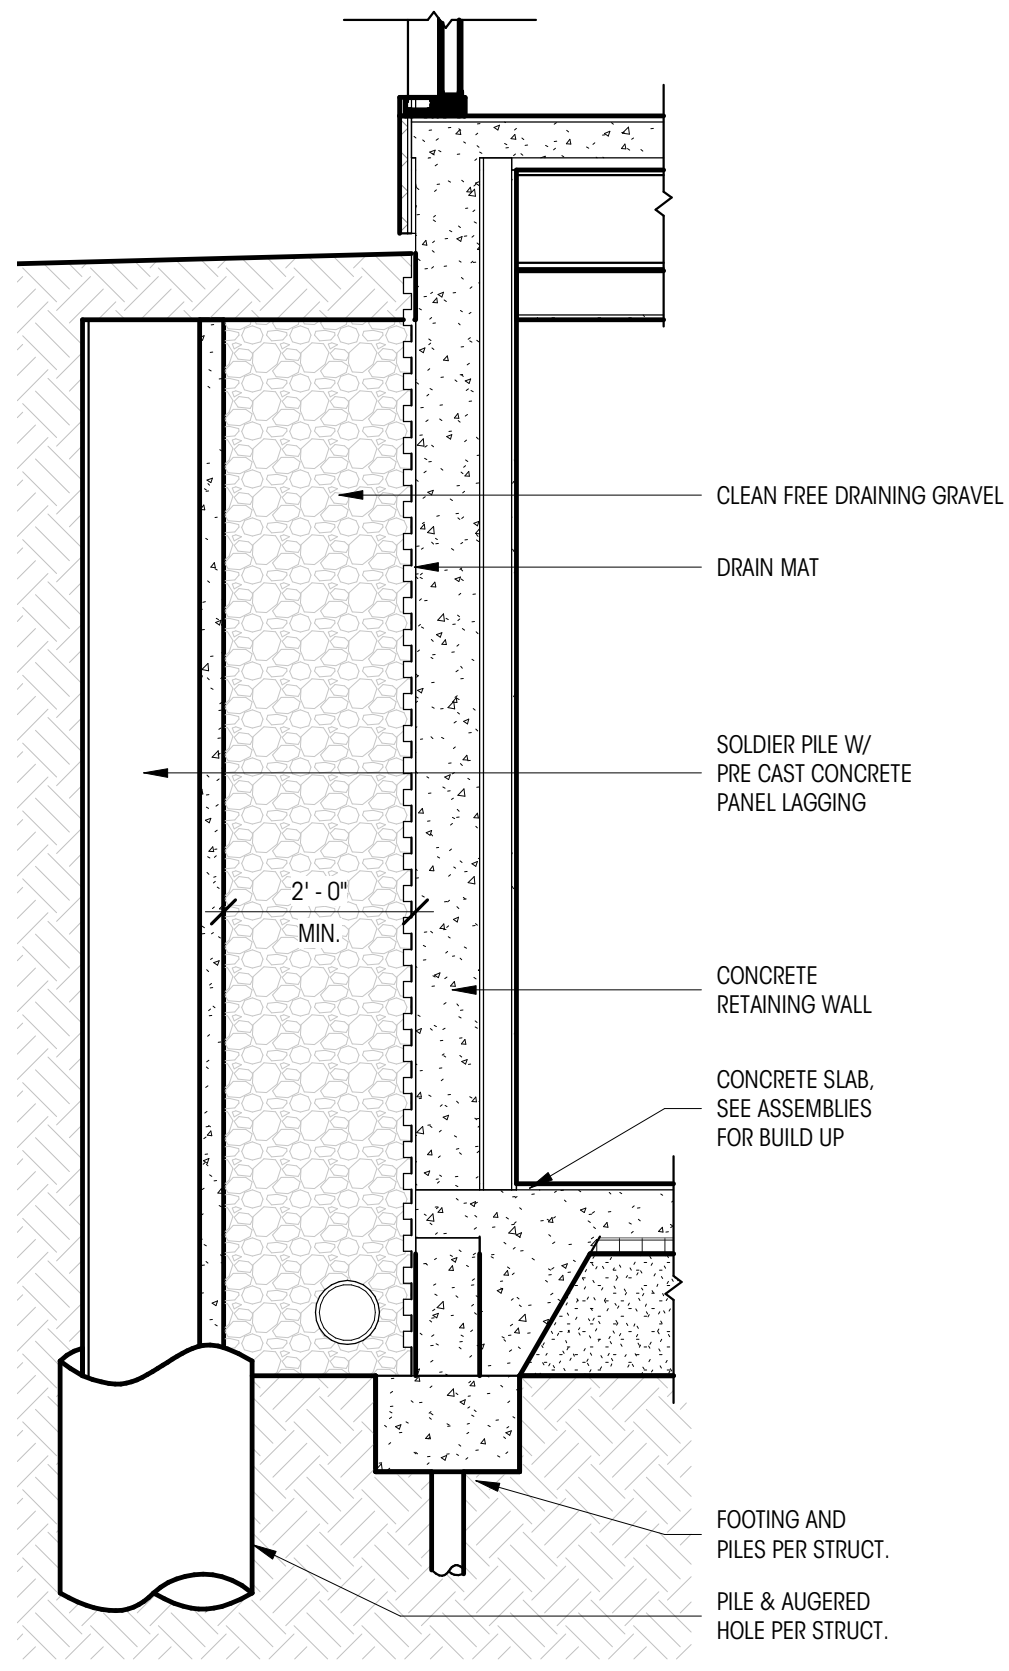 CLEAN FREE DRAINING GRAVEL
DRAIN MAT
SOLDIER PILE W/
PRE CAST CONCRETE
PANEL LAGGING
2' - 0"
MIN.
CONCRETE
RETAINING WALL
CONCRETE SLAB,
SEE ASSEMBLIES
FOR BUILD UP
FOOTING AND
PILES PER STRUCT.
PILE & AUGERED
HOLE PER STRUCT.